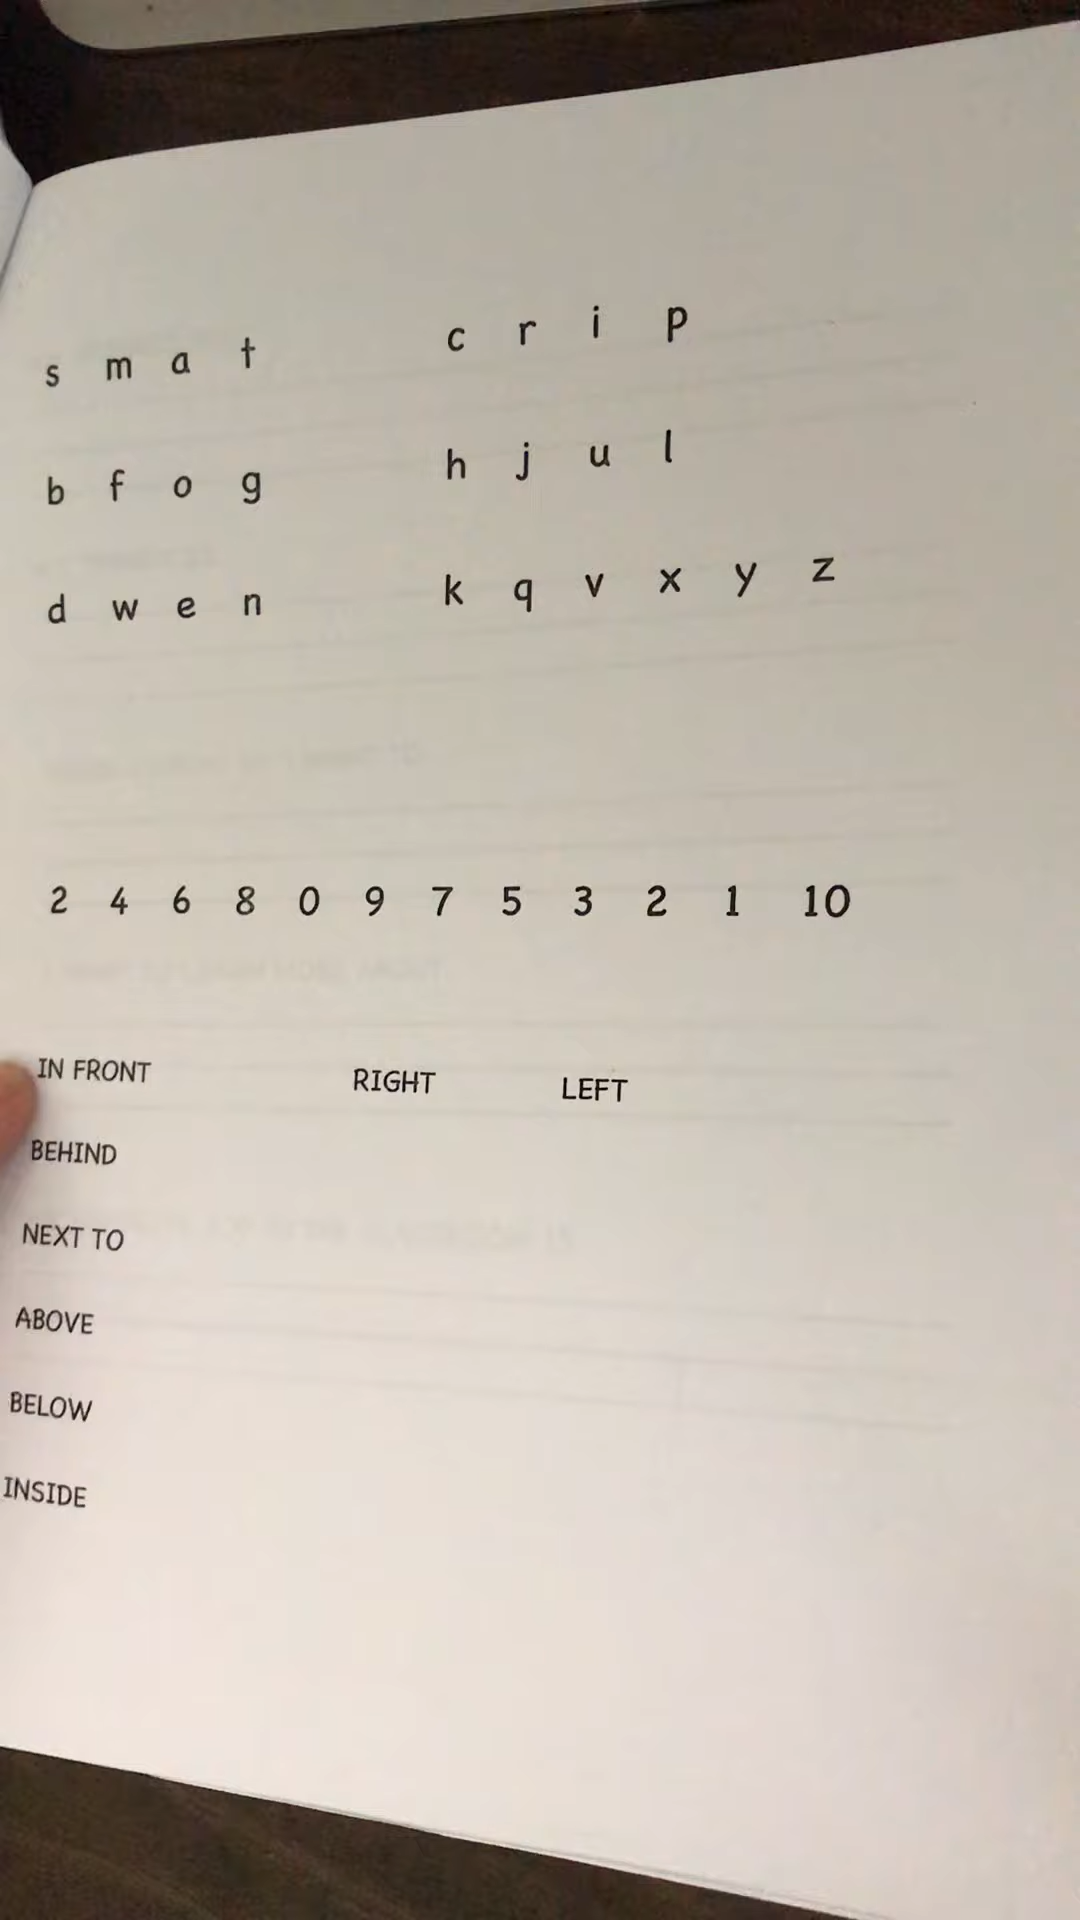 s m a t c r i p
b f o g h j u l
d w e n k q v x y z
2 4 6 8 0 9 7 5 3 2 1 10
IN FRONT RIGHT LEFT
BEHIND
NEXT TO
ABOVE
BELOW
INSIDE